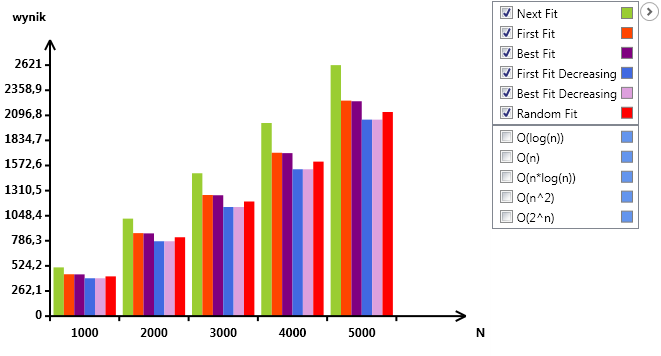 wynik
2621
2358,9
2096,8
1834,7
1572,6
1310,5
1048,4
786,3
524,2
262,1
0
1000 2000 3000 4000 5000 N
Next Fit
First Fit
Best Fit
First Fit Decreasing
Best Fit Decreasing
Random Fit
O(log(n))
O(n)
O(n*log(n))
O(n^2)
O(2^n)